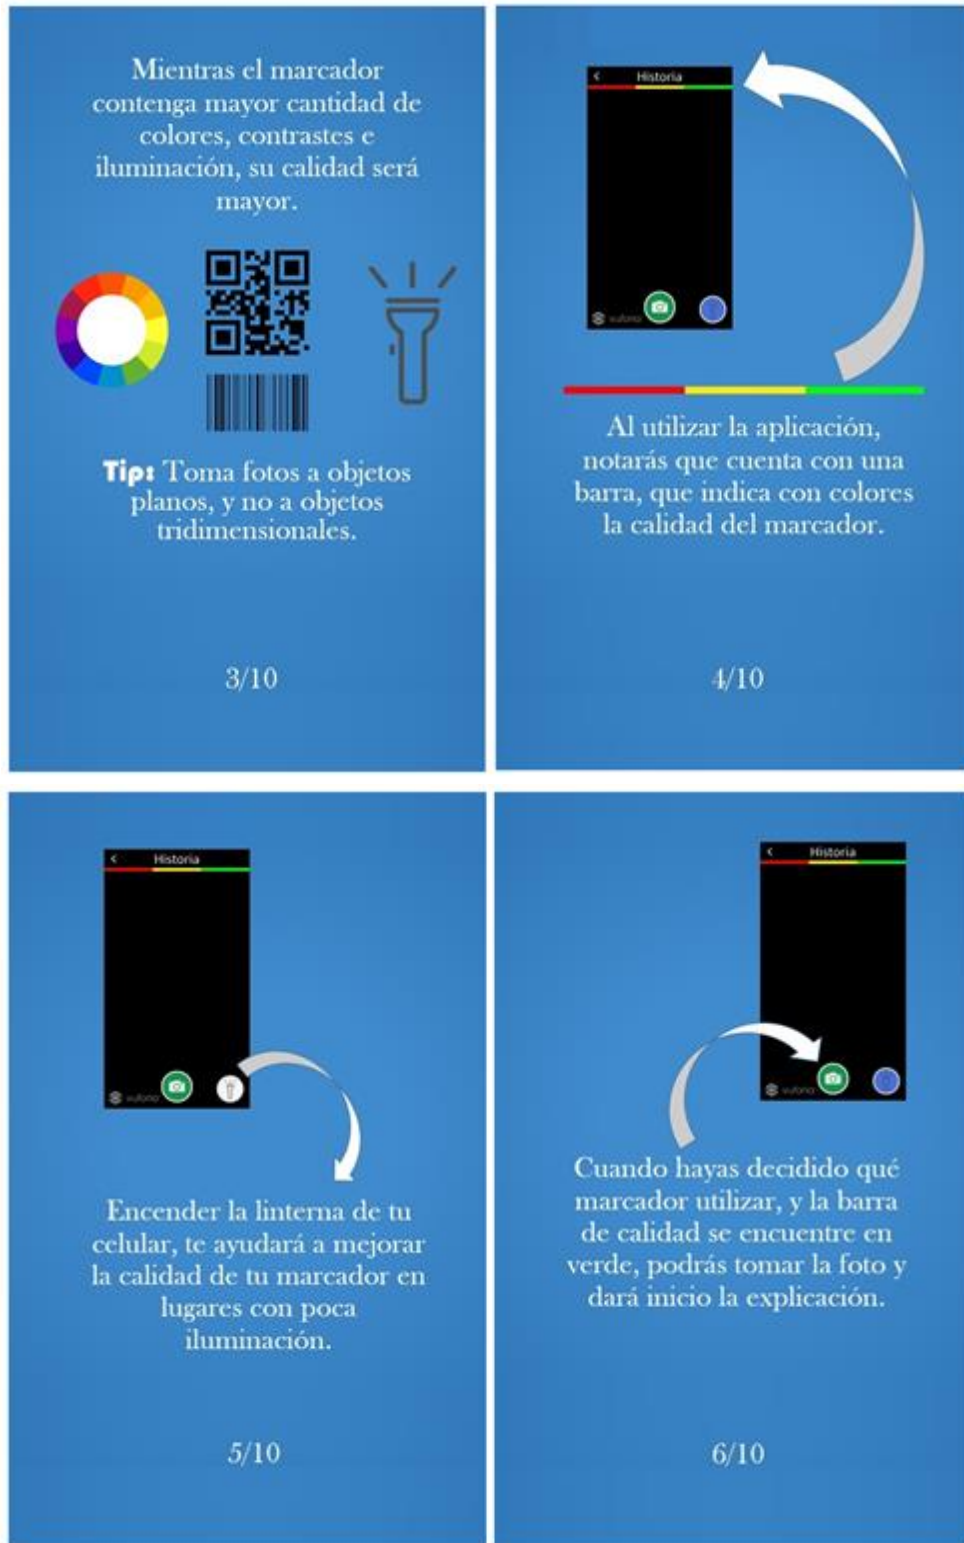 Mientras el marcador
contenga mayor cantidad de
colores, contrastes e
iluminación, su calidad será
mayor.
Tip: Toma fotos a objetos
planos, y no a objetos
tridimensionales.
3/10
Historia
vuforia
Al utilizar la aplicación,
notarás que cuenta con una
barra, que indica con colores
la calidad del marcador.
4/10
Historia
vuforia
Encender la linterna de tu
celular, te ayudará a mejorar
la calidad de tu marcador en
lugares con poca
iluminación.
5/10
Historia
vuforia
Cuando hayas decidido qué
marcador utilizar, y la barra
de calidad se encuentre en
verde, podrás tomar la foto y
dará inicio la explicación.
6/10